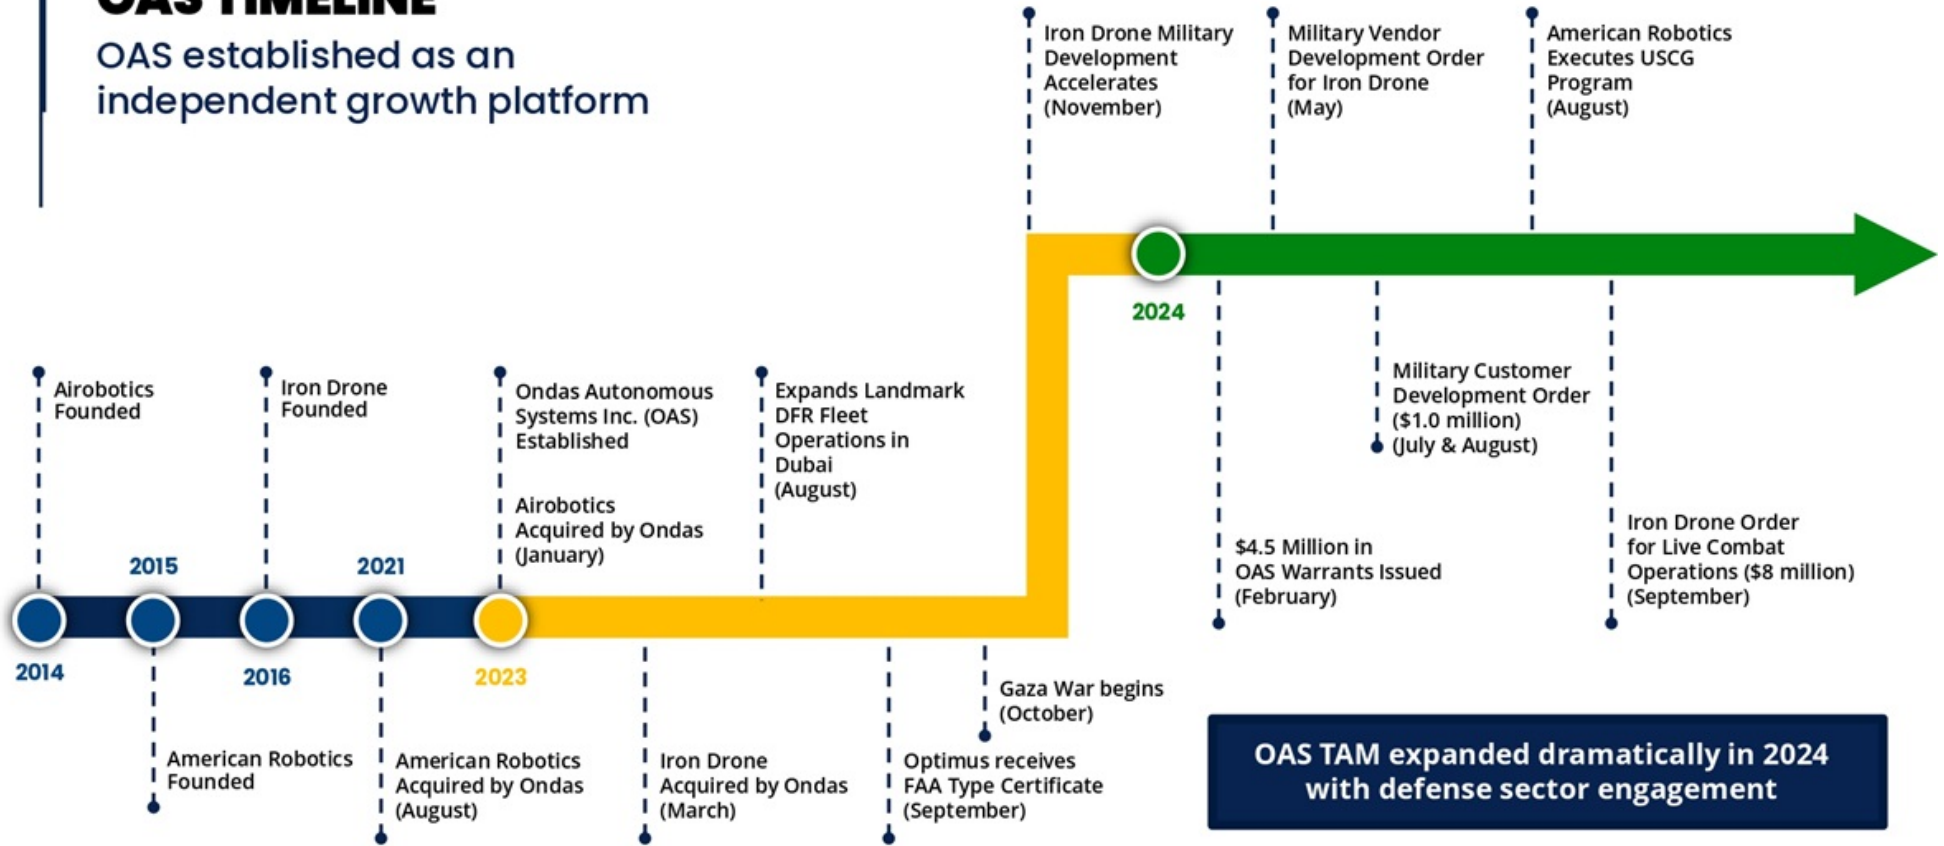 OAS TIMELINE
OAS established as an
independent growth platform
Iron Drone Military
Development
Accelerates
(November)
Military Vendor
Development Order
for Iron Drone
(May)
American Robotics
Executes USCG
Program
(August)
2024
Airobotics
Founded
Iron Drone
Founded
Ondas Autonomous
Systems Inc. (OAS)
Established
Airobotics
Acquired by Ondas
(January)
Expands Landmark
DFR Fleet
Operations in
Dubai
(August)
Military Customer
Development Order
($1.0 million)
(July & August)
$4.5 Million in
OAS Warrants Issued
(February)
Iron Drone Order
for Live Combat
Operations ($8 million)
(September)
2015
2021
2014
2016
2023
American Robotics
Founded
American Robotics
Acquired by Ondas
(August)
Iron Drone
Acquired by Ondas
(March)
Optimus receives
FAA Type Certificate
(September)
Gaza War begins
(October)
OAS TAM expanded dramatically in 2024
with defense sector engagement